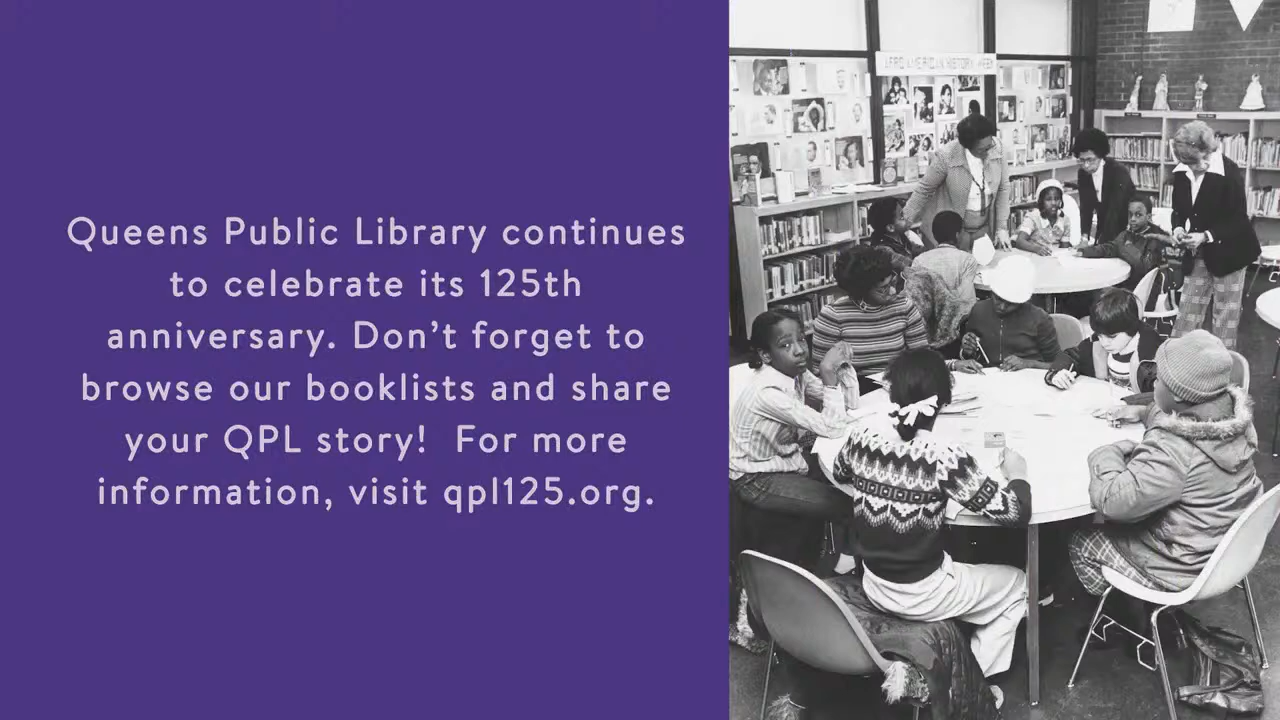 Queens Public Library continues
to celebrate its 125th
anniversary. Don’t forget to
browse our booklists and share
your QPL story!  For more
information, visit qpl125.org.
AFRO AMERICAN HISTORY WEEK